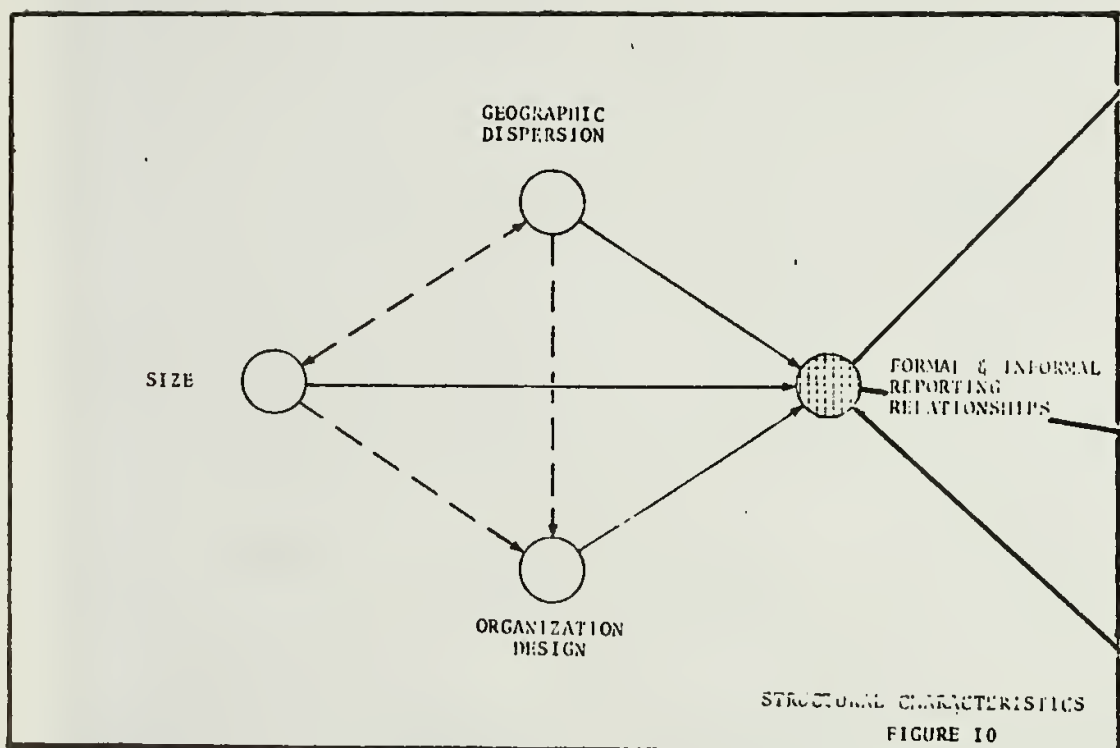 GEOGRAPHIC
DISPERSION
SIZE
FORMAL & INFORMAL
REPORTING
RELATIONSHIPS
ORGANIZATION
DESIGN
STRUCTURAL CHARACTERISTICS
FIGURE 10